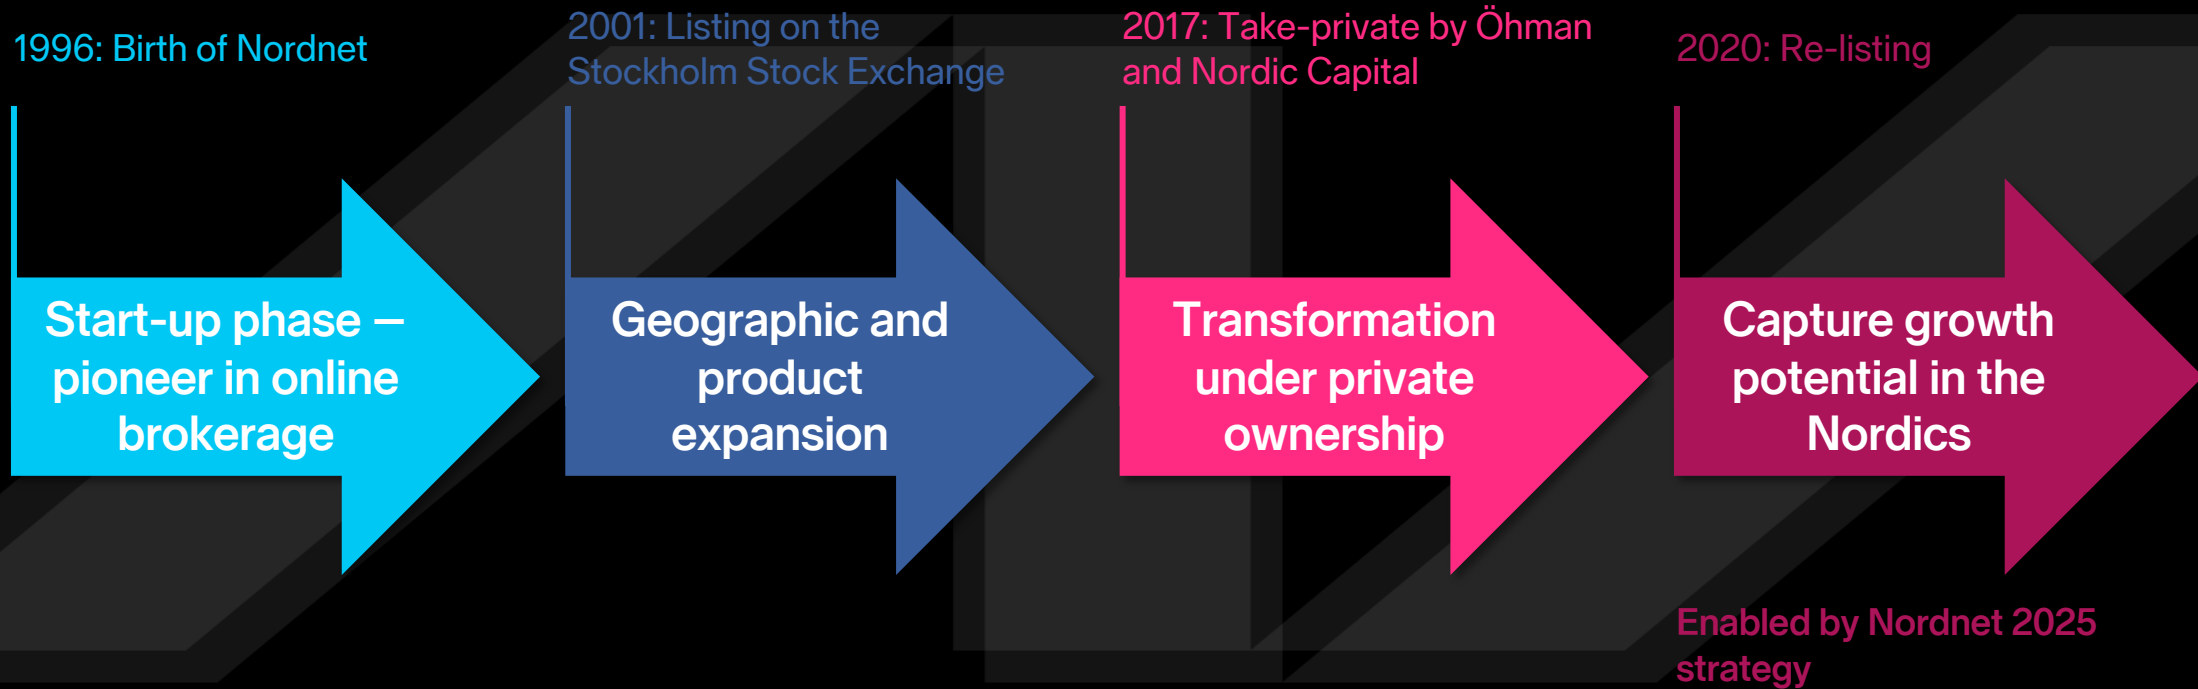 1996: Birth of Nordnet
2001: Listing on the
Stockholm Stock Exchange
2017: Take-private by Öhman
and Nordic Capital
2020: Re-listing
Start-up phase –
pioneer in online
brokerage
Geographic and
product
expansion
Transformation
under private
ownership
Capture growth
potential in the
Nordics
Enabled by Nordnet 2025
strategy